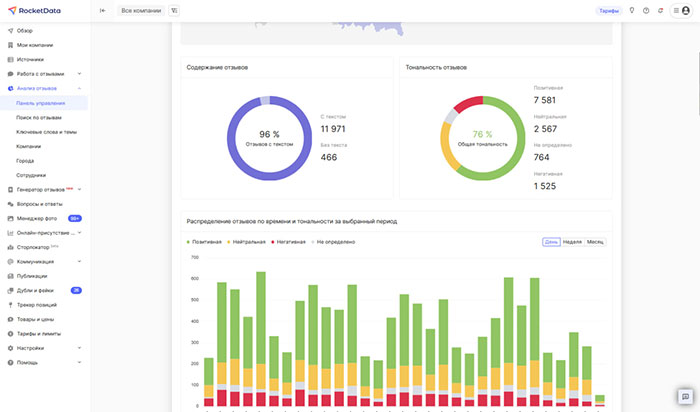 RocketData
Все компании
Тарифы
Обзор
Мои компании
Источники
Работа с отзывами
Анализ отзывов
Панель управления
Поиск по отзывам
Ключевые слова и темы
Компании
Города
Сотрудники
Генератор отзывов new
Вопросы и ответы
Менеджер фото 50+
Онлайн-присутствие ...
Сторлокатор beta
Коммуникация
Публикации
Дубли и фейки
Трекер позиций
Товары и цены
Тарифы и лимиты
Настройки
Помощь
Содержание отзывов
96 %
Отзывов с текстом
С текстом
11 971
Без текста
466
Тональность отзывов
76 %
Общая тональность
Позитивная
7 581
Нейтральная
2 567
Не определено
764
Негативная
1 525
Распределение отзывов по времени и тональности за выбранный период
Позитивная Нейтральная Негативная Не определено
День Неделя Месяц
700
600
500
400
300
200
100
0